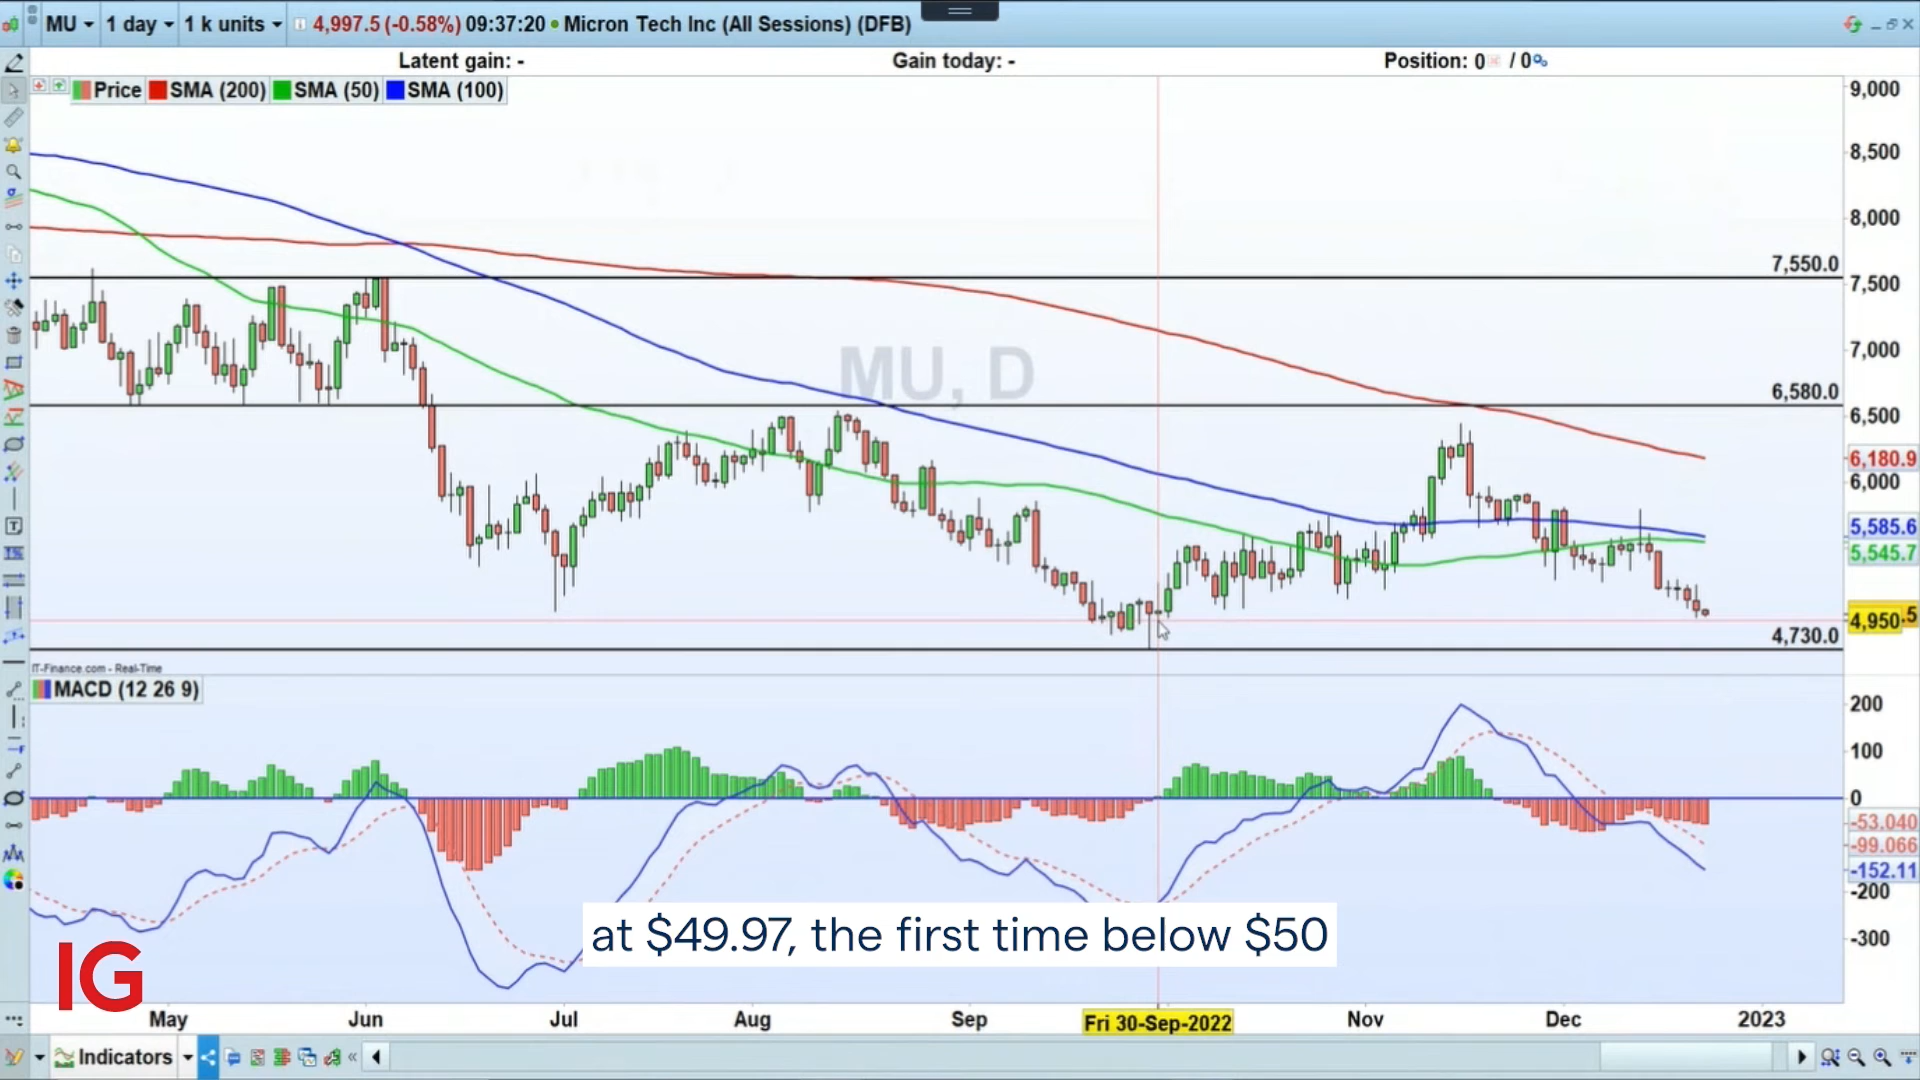 MU 1 day 1 k units 4,997.5 (-0.58%) 09:37:20 Micron Tech Inc (All Sessions) (DFB)
Latent gain: - Gain today: - Position: 0 / 0
Price SMA (200) SMA (50) SMA (100)
9,000
8,500
8,000
7,550.0
7,500
7,000
MU, D
6,580.0
6,500
6,180.9
6,000
5,585.6
5,545.7
4,950 .5
4,730.0
IT-Finance.com - Real-Time
MACD (12 26 9)
200
100
0
-53.040
-99.066
-152.11
-200
-300
at $49.97, the first time below $50
IG
May Jun Jul Aug Sep Fri 30-Sep-2022 Nov Dec 2023
Indicators